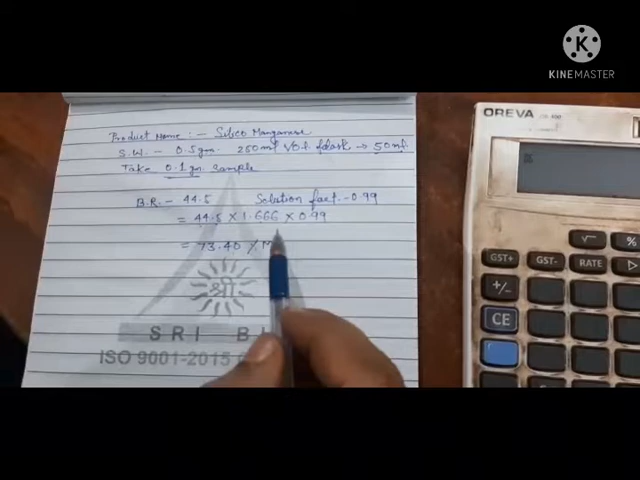 KINEMASTER
Product Name :- Silico Manganese
S.W. - 0.5 gm. 250 ml Vol. flask → 50 ml.
Take 0.1 gm. sample
B.R. - 44.5 Solution fact. - 0.99
= 44.5 × 1.666 × 0.99
= 73.40 %
SRI
ISO 9001-2015
OREVA
GST+ GST- RATE
+/-
CE
√ % ▷